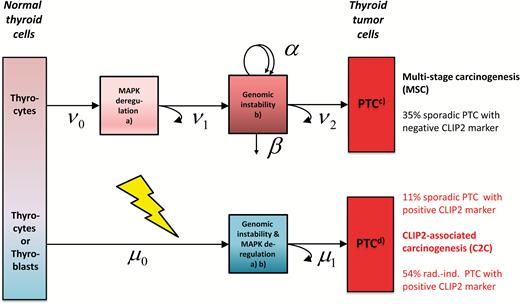 Normal
thyroid
cells
Thyroid
tumor
cells
Thyro-
cytes
ν0
MAPK
deregu-
lation
a)
ν1
α
Genomic
instability
b)
β
ν2
PTCc)
Multi-stage carcinogenesis
(MSC)
35% sporadic PTC with
negative CLIP2 marker
Thyro-
cytes or
Thyro-
blasts
μ0
Genomic
instability &
MAPK de-
regulation
a) b)
μ1
PTCd)
11% sporadic PTC with
positive CLIP2 marker
CLIP2-associated
carcinogenesis (C2C)
54% rad.-ind. PTC with
positive CLIP2 marker